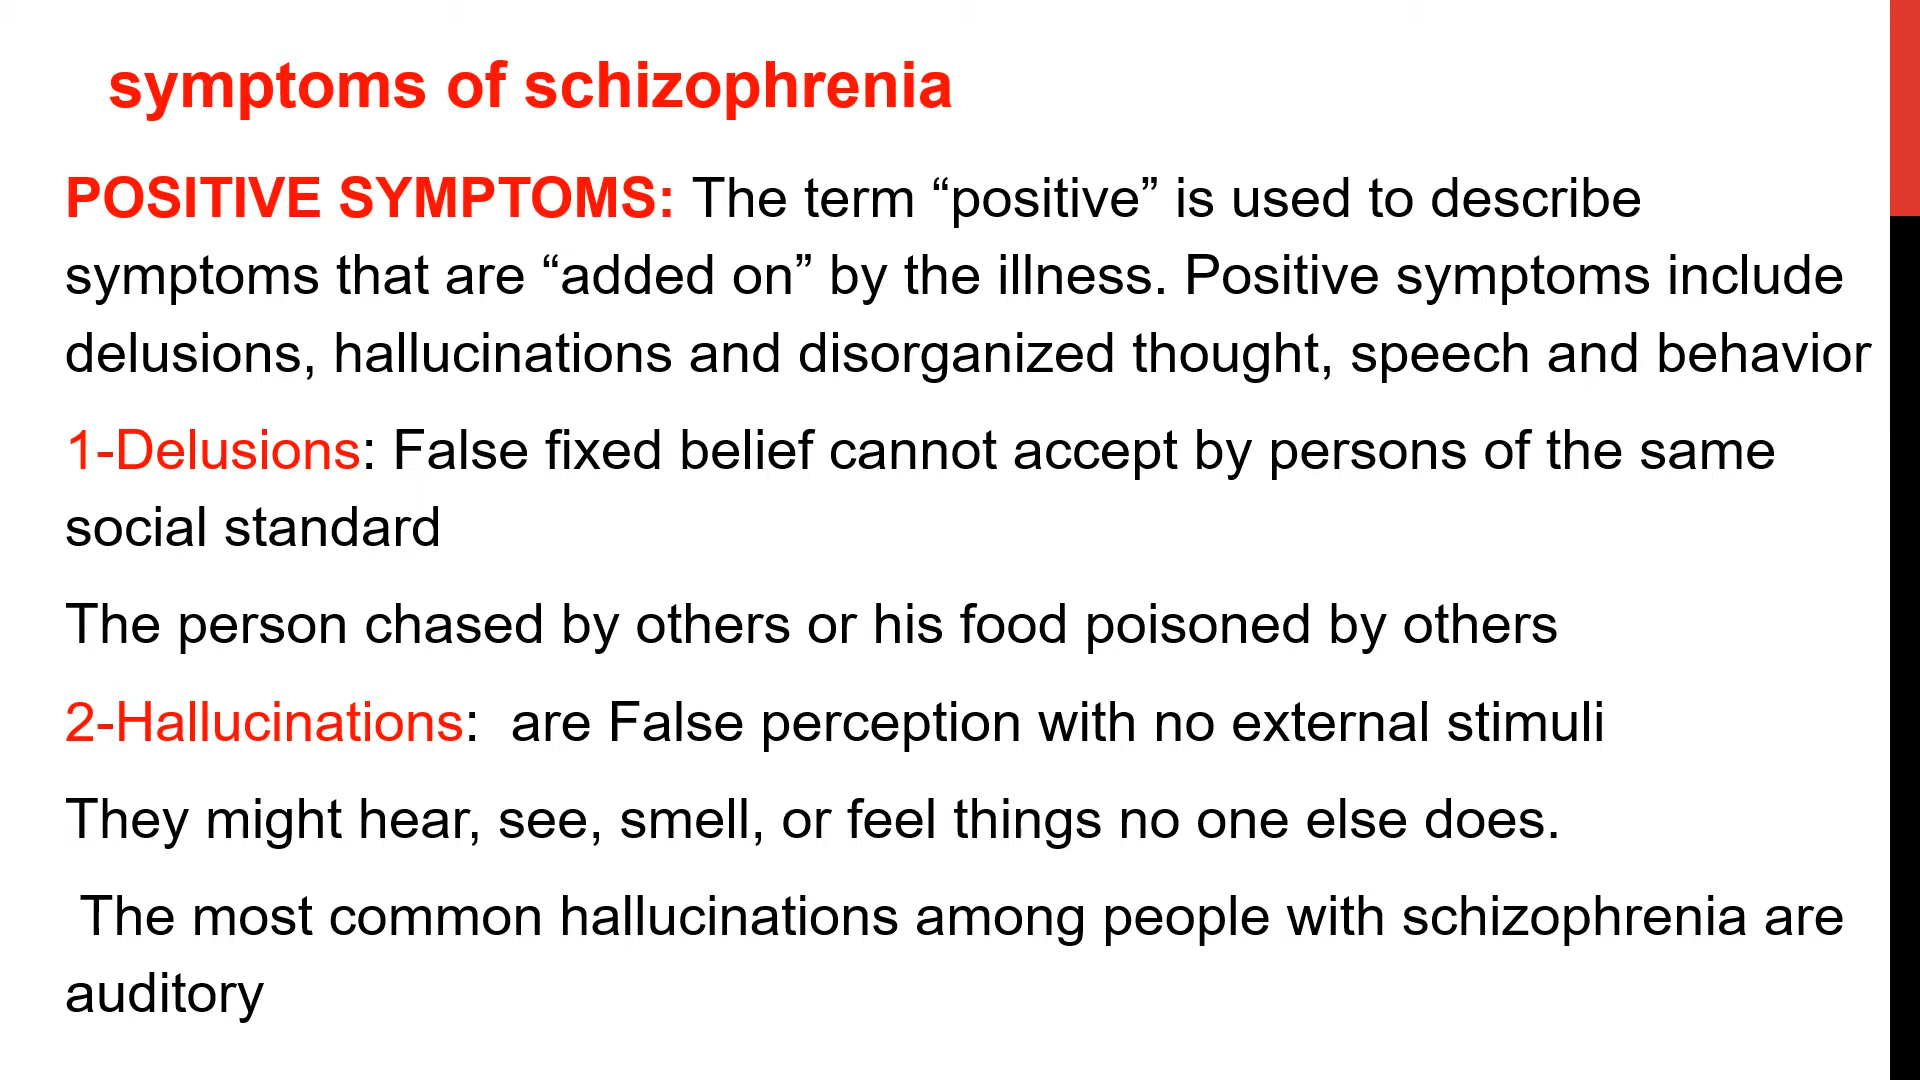 symptoms of schizophrenia
POSITIVE SYMPTOMS: The term “positive” is used to describe
symptoms that are “added on” by the illness. Positive symptoms include
delusions, hallucinations and disorganized thought, speech and behavior
1-Delusions: False fixed belief cannot accept by persons of the same
social standard
The person chased by others or his food poisoned by others
2-Hallucinations:  are False perception with no external stimuli
They might hear, see, smell, or feel things no one else does.
The most common hallucinations among people with schizophrenia are
auditory